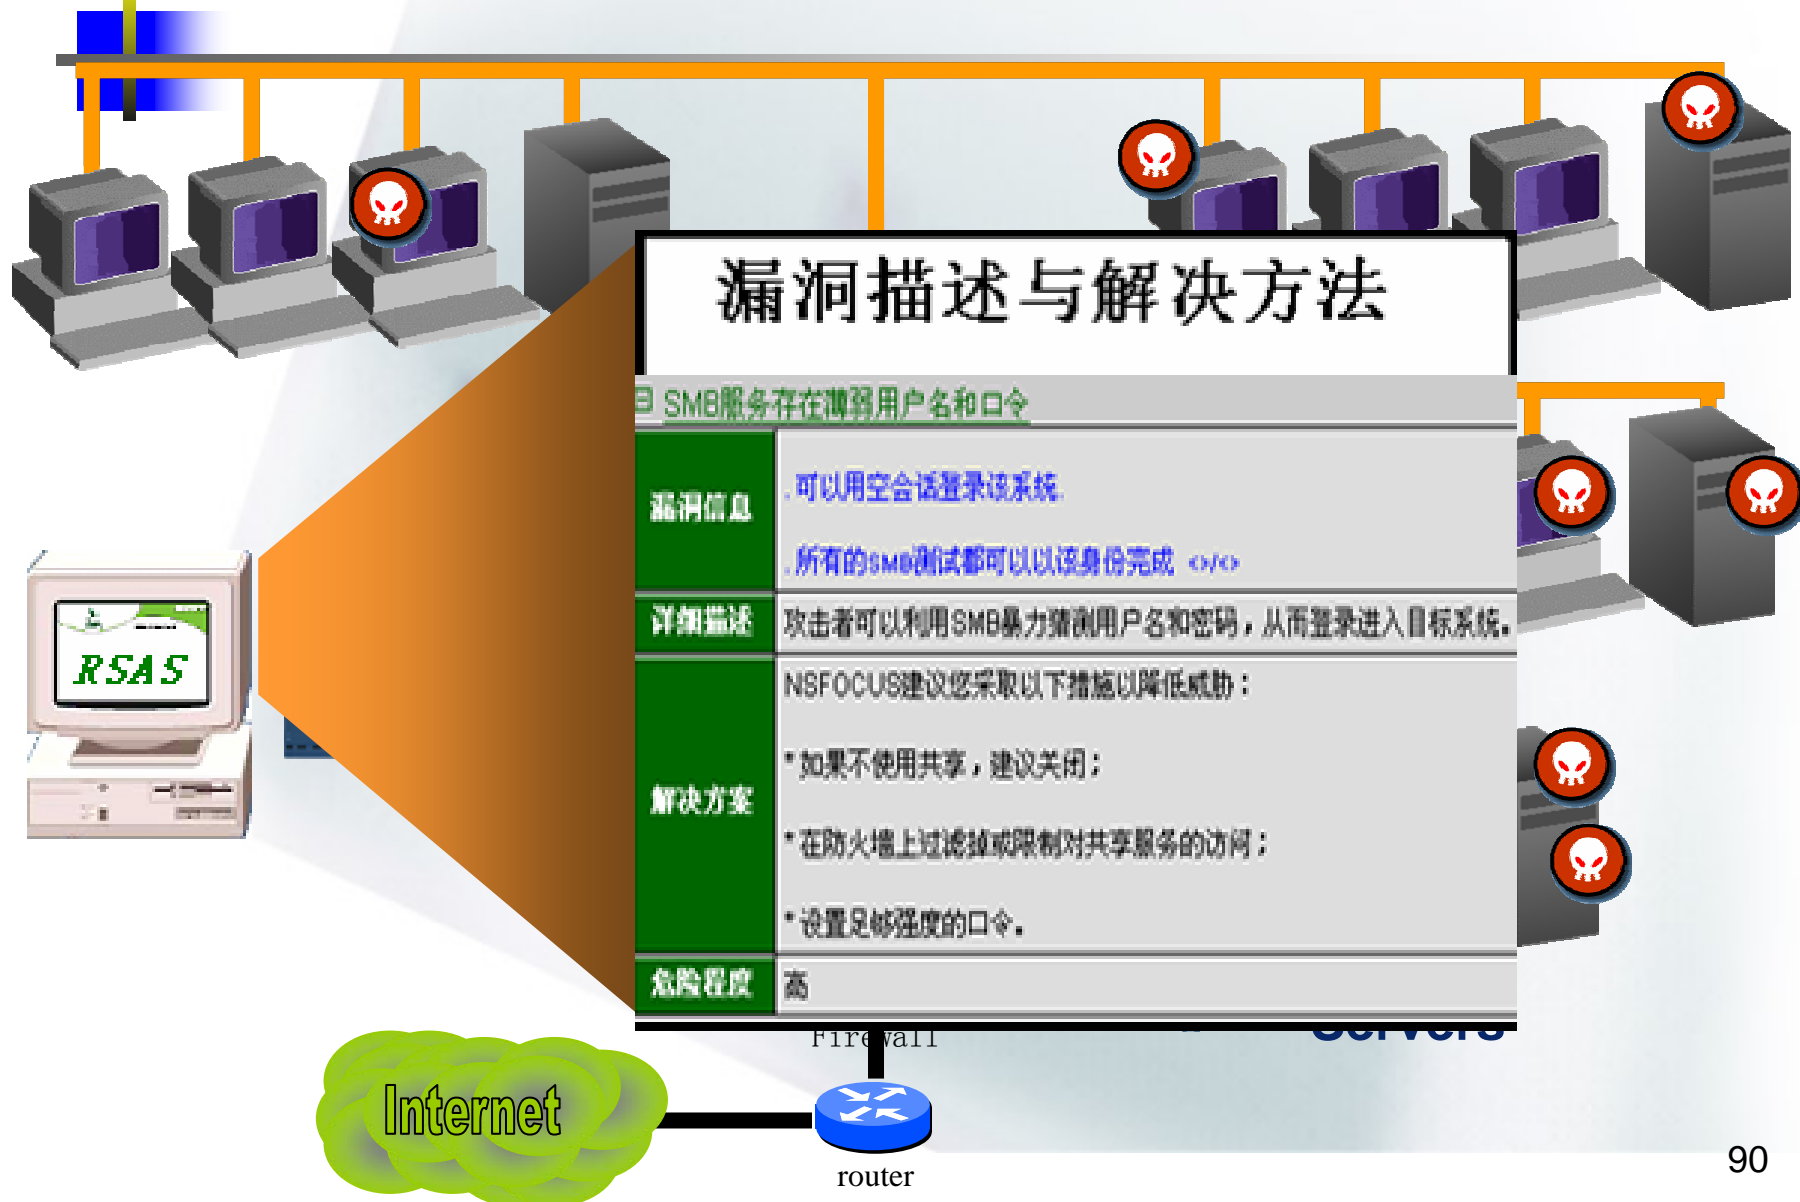 漏洞描述与解决方法
SMB服务存在薄弱用户名和口令
漏洞信息
.可以用空会话登录该系统.
.所有的SMB测试都可以以该身份完成 <>/<>
详细描述
攻击者可以利用SMB暴力猜测用户名和密码，从而登录进入目标系统。
解决方案
NSFOCUS建议您采取以下措施以降低威胁：
*如果不使用共享，建议关闭；
*在防火墙上过滤掉或限制对共享服务的访问；
*设置足够强度的口令。
危险程度
高
RSAS
Firewall
Servers
Internet
router
90